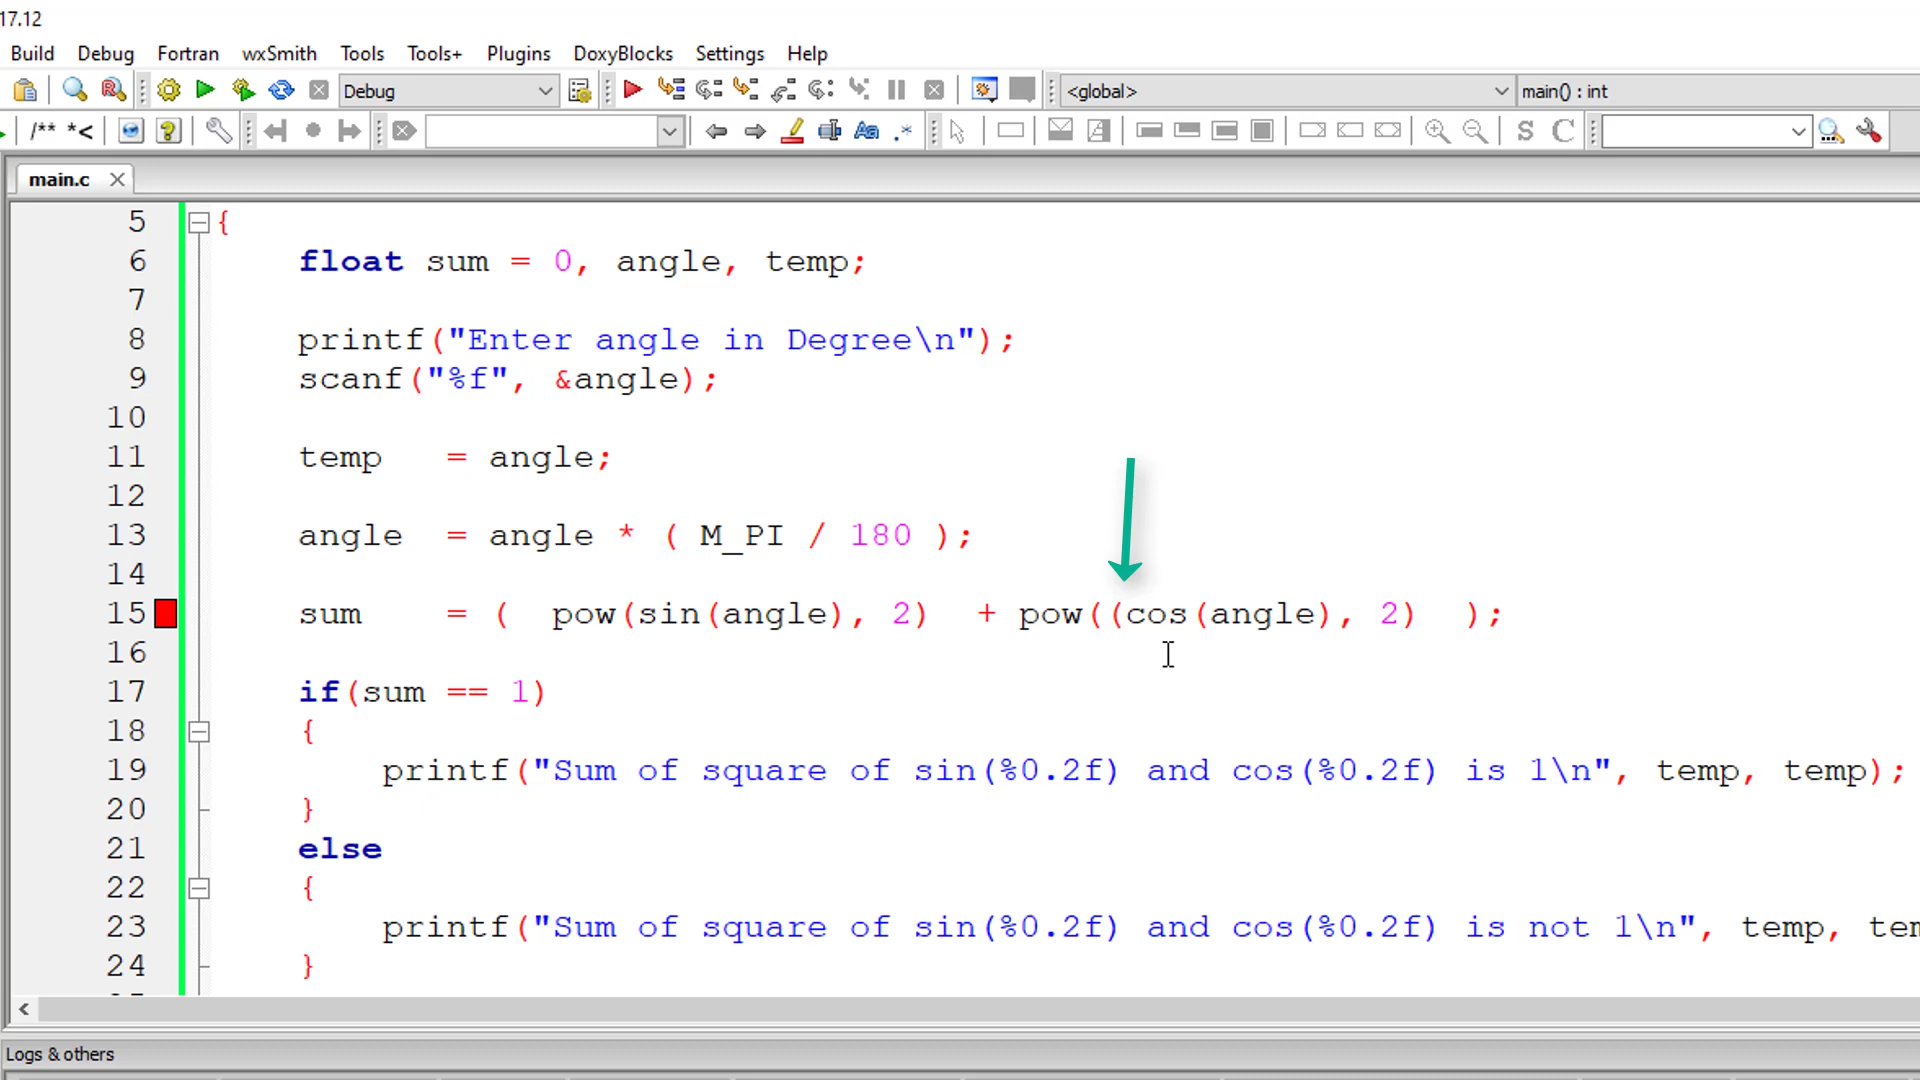 17.12
Build Debug Fortran wxSmith Tools Tools+ Plugins DoxyBlocks Settings Help
Debug <global> main() : int
/** *< Aa .* S C
main.c
5 {
6 float sum = 0, angle, temp;
7
8 printf("Enter angle in Degree\n");
9 scanf("%f", &angle);
10
11 temp = angle;
12
13 angle = angle * ( M_PI / 180 );
14
15 sum = ( pow(sin(angle), 2) + pow((cos(angle), 2) );
16
17 if(sum == 1)
18 {
19 printf("Sum of square of sin(%0.2f) and cos(%0.2f) is 1\n", temp, temp);
20 }
21 else
22 {
23 printf("Sum of square of sin(%0.2f) and cos(%0.2f) is not 1\n", temp, tem
24 }
Logs & others